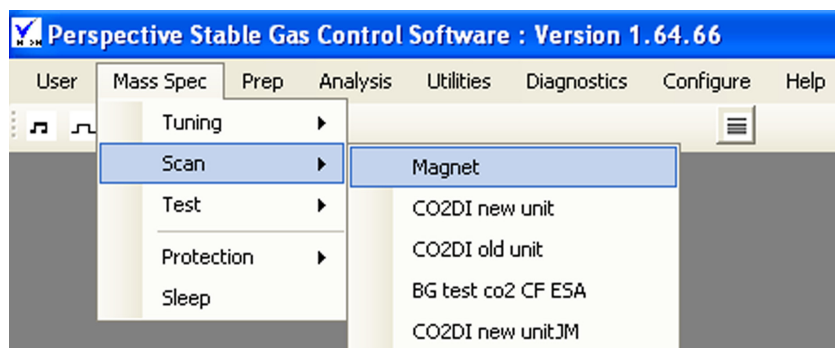 Perspective Stable Gas Control Software : Version 1.64.66
User Mass Spec Prep Analysis Utilities Diagnostics Configure Help
Tuning
Scan
Test
Protection
Sleep
Magnet
CO2DI new unit
CO2DI old unit
BG test co2 CF ESA
CO2DI new unitJM